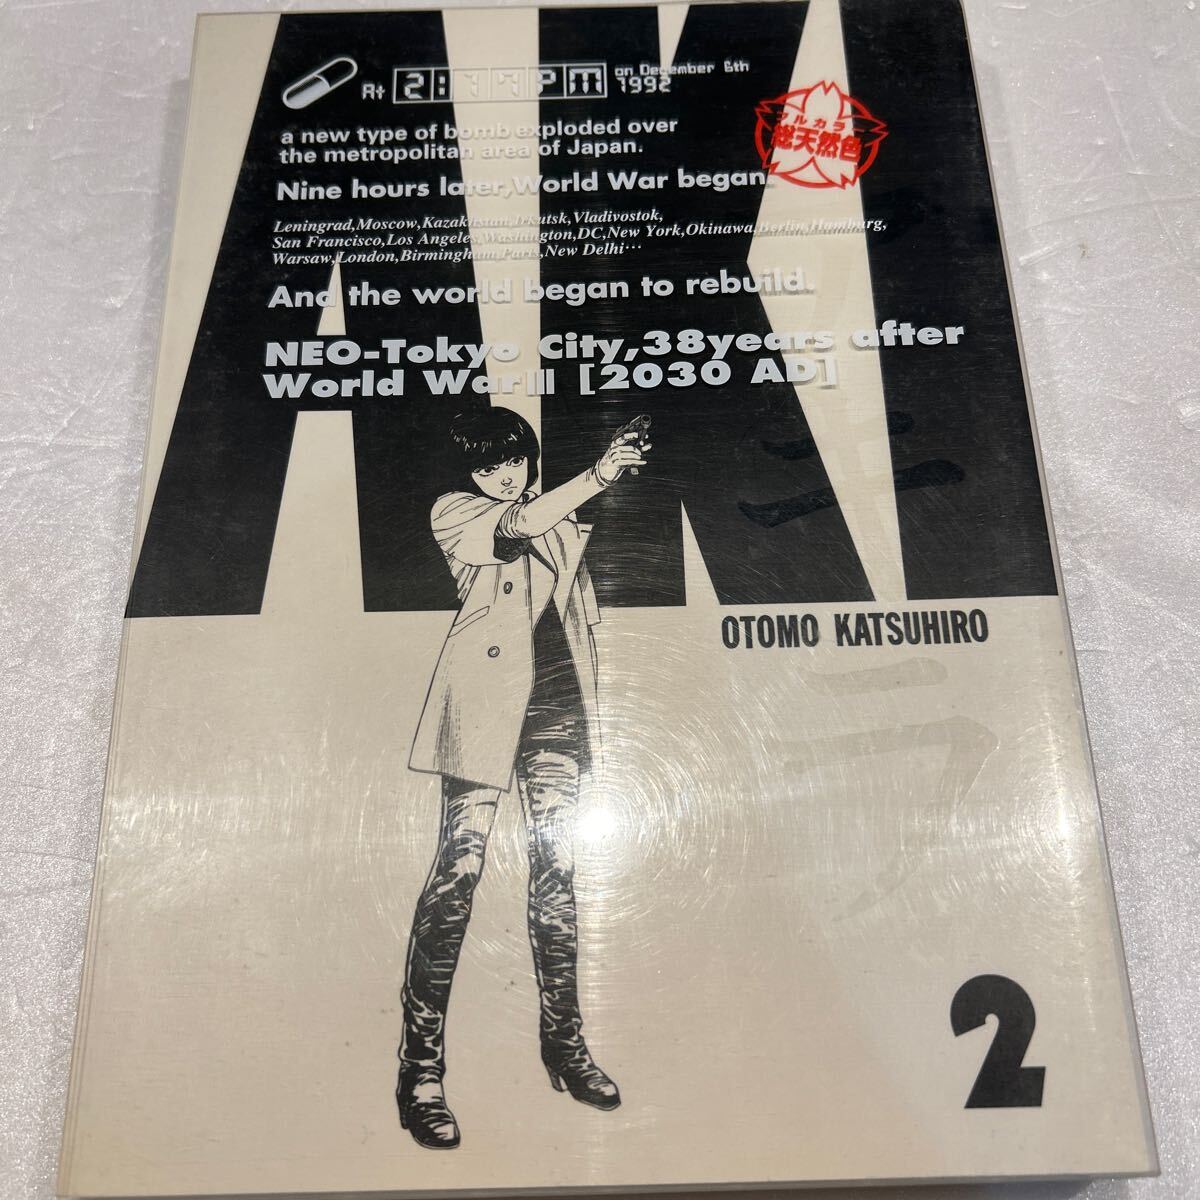 AKI
At 2:17PM on December 6th
1992
a new type of bomb exploded over
the metropolitan area of Japan.
Nine hours later,World War began.
Leningrad,Moscow,Kazakhstan,Irkutsk,Vladivostok,
San Francisco,Los Angeles,Washington,DC,New York,Okinawa,Berlin,Hamburg,
Warsaw,London,Birmingham,Paris,New Delhi…
And the world began to rebuild.
NEO-Tokyo City,38years after
World WarⅢ [2030 AD]
フルカラー
総天然色
OTOMO KATSUHIRO
2